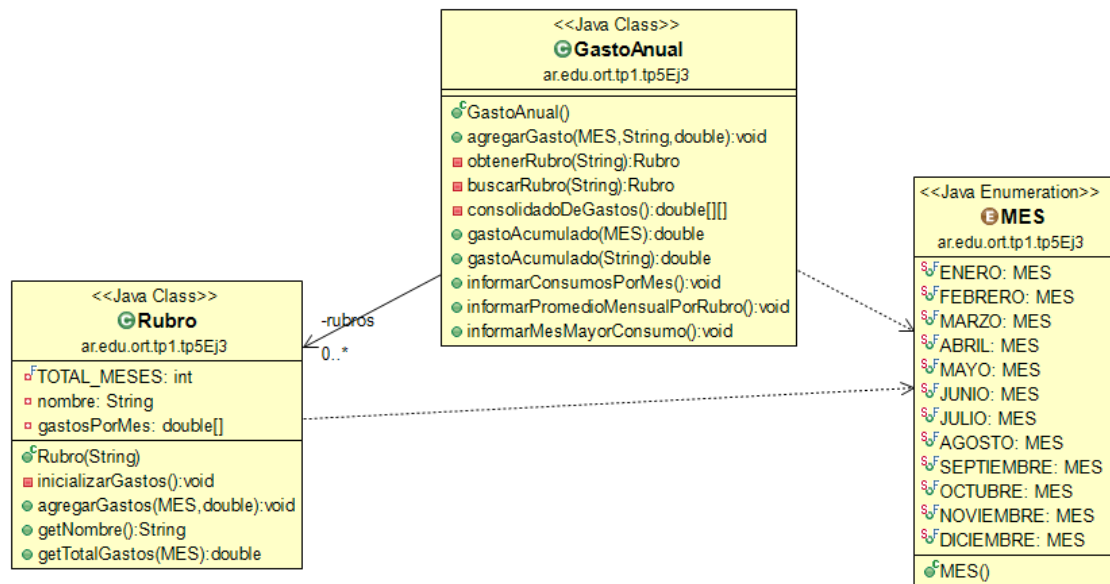 <<Java Class>>
GastoAnual
ar.edu.ort.tp1.tp5Ej3
GastoAnual()
agregarGasto(MES,String,double):void
obtenerRubro(String):Rubro
buscarRubro(String):Rubro
consolidadoDeGastos():double[][]
gastoAcumulado(MES):double
gastoAcumulado(String):double
informarConsumosPorMes():void
informarPromedioMensualPorRubro():void
informarMesMayorConsumo():void
-rubros
0..*
<<Java Class>>
Rubro
ar.edu.ort.tp1.tp5Ej3
TOTAL_MESES: int
nombre: String
gastosPorMes: double[]
Rubro(String)
inicializarGastos():void
agregarGastos(MES,double):void
getNombre():String
getTotalGastos(MES):double
<<Java Enumeration>>
MES
ar.edu.ort.tp1.tp5Ej3
ENERO: MES
FEBRERO: MES
MARZO: MES
ABRIL: MES
MAYO: MES
JUNIO: MES
JULIO: MES
AGOSTO: MES
SEPTIEMBRE: MES
OCTUBRE: MES
NOVIEMBRE: MES
DICIEMBRE: MES
MES()